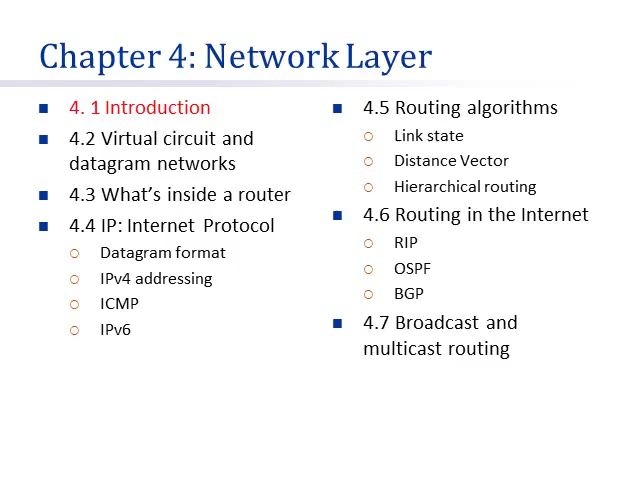 Chapter 4: Network Layer
4. 1 Introduction
4.2 Virtual circuit and
datagram networks
4.3 What’s inside a router
4.4 IP: Internet Protocol
Datagram format
IPv4 addressing
ICMP
IPv6
4.5 Routing algorithms
Link state
Distance Vector
Hierarchical routing
4.6 Routing in the Internet
RIP
OSPF
BGP
4.7 Broadcast and
multicast routing